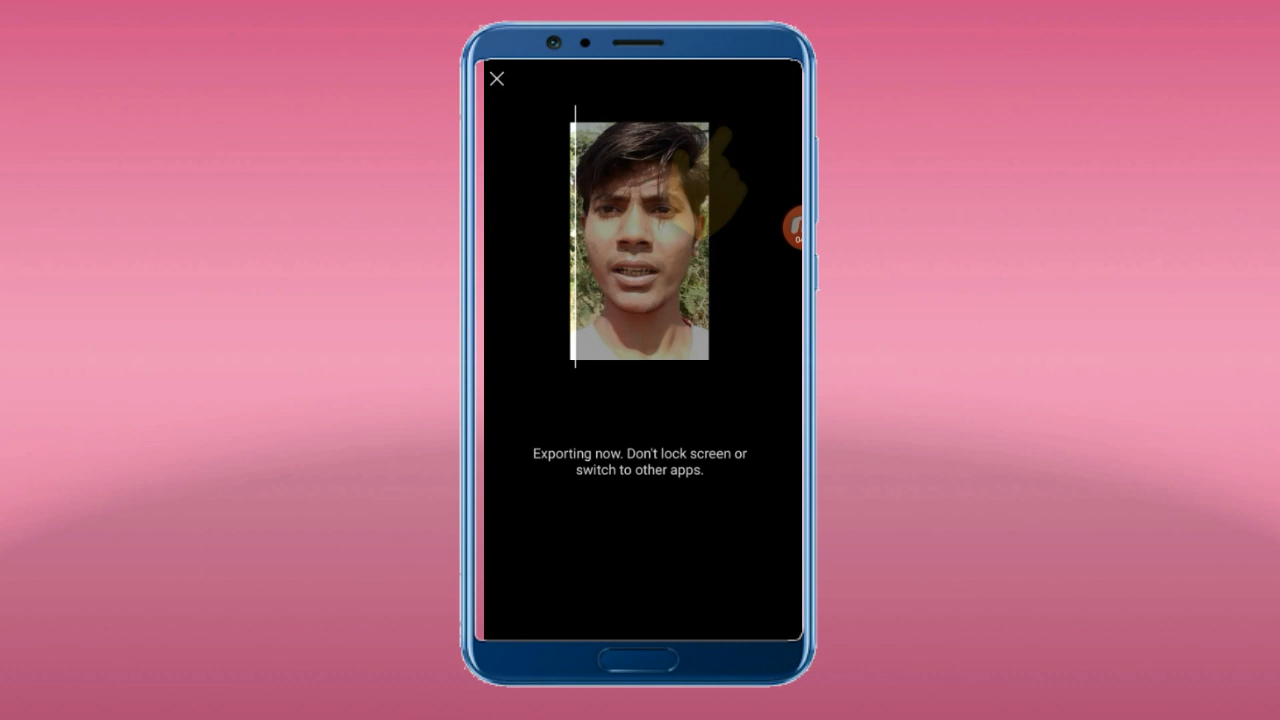 Exporting now. Don't lock screen or
switch to other apps.